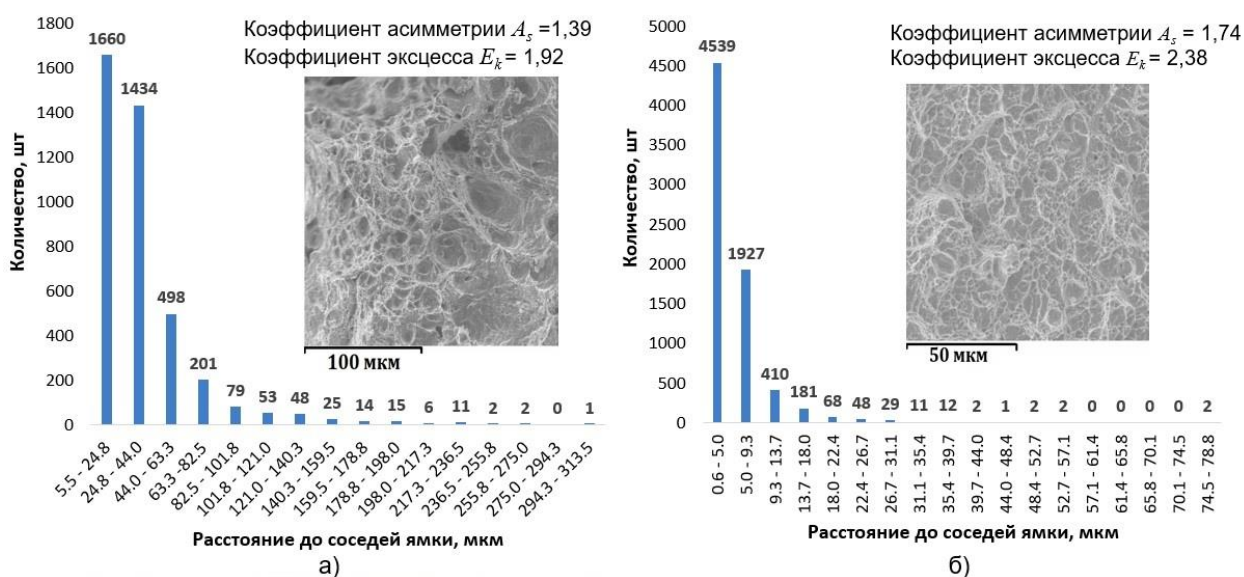 Коэффициент асимметрии As =1,39
Коэффициент эксцесса Ek = 1,92
Количество, шт
1800
1600
1400
1200
1000
800
600
400
200
0
1660
1434
498
201
79
53
48
25
14
15
6
11
2
2
0
1
100 мкм
5.5 - 24.8
24.8 - 44.0
44.0 - 63.3
63.3 - 82.5
82.5 - 101.8
101.8 - 121.0
121.0 - 140.3
140.3 - 159.5
159.5 - 178.8
178.8 - 198.0
198.0 - 217.3
217.3 - 236.5
236.5 - 255.8
255.8 - 275.0
275.0 - 294.3
294.3 - 313.5
Расстояние до соседей ямки, мкм
а)
Коэффициент асимметрии As = 1,74
Коэффициент эксцесса Ek = 2,38
Количество, шт
5000
4500
4000
3500
3000
2500
2000
1500
1000
500
0
4539
1927
410
181
68
48
29
11
12
2
1
2
2
0
0
0
0
2
50 мкм
0.6 - 5.0
5.0 - 9.3
9.3 - 13.7
13.7 - 18.0
18.0 - 22.4
22.4 - 26.7
26.7 - 31.1
31.1 - 35.4
35.4 - 39.7
39.7 - 44.0
44.0 - 48.4
48.4 - 52.7
52.7 - 57.1
57.1 - 61.4
61.4 - 65.8
65.8 - 70.1
70.1 - 74.5
74.5 - 78.8
Расстояние до соседей ямки, мкм
б)